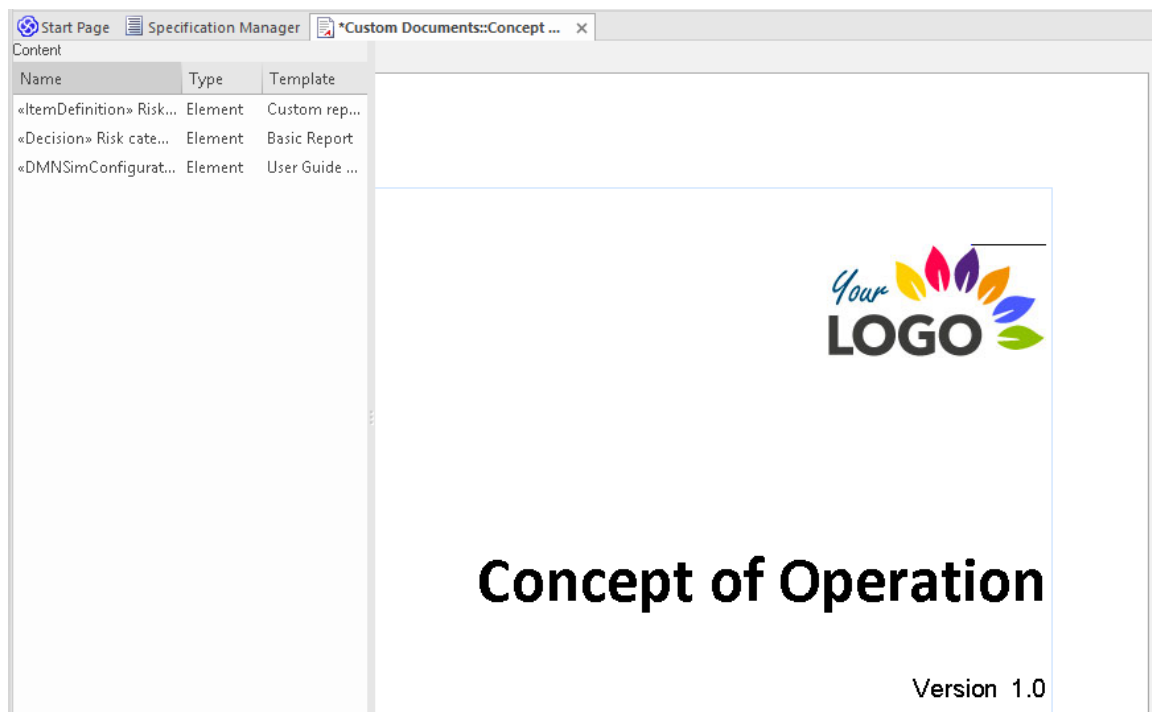 Start Page Specification Manager *Custom Documents::Concept ... ×
Content
Name Type Template
«ItemDefinition» Risk... Element Custom rep...
«Decision» Risk cate... Element Basic Report
«DMNSimConfigurat... Element User Guide ...
Your
LOGO
Concept of Operation
Version 1.0